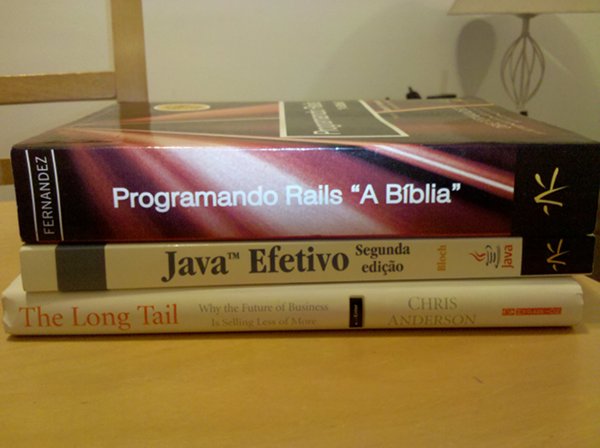 FERNANDEZ
Programando Rails “A Bíblia”
Java™ Efetivo
Segunda
edição
Bloch
Java
The Long Tail
Why the Future of Business
Is Selling Less of More
CHRIS
ANDERSON